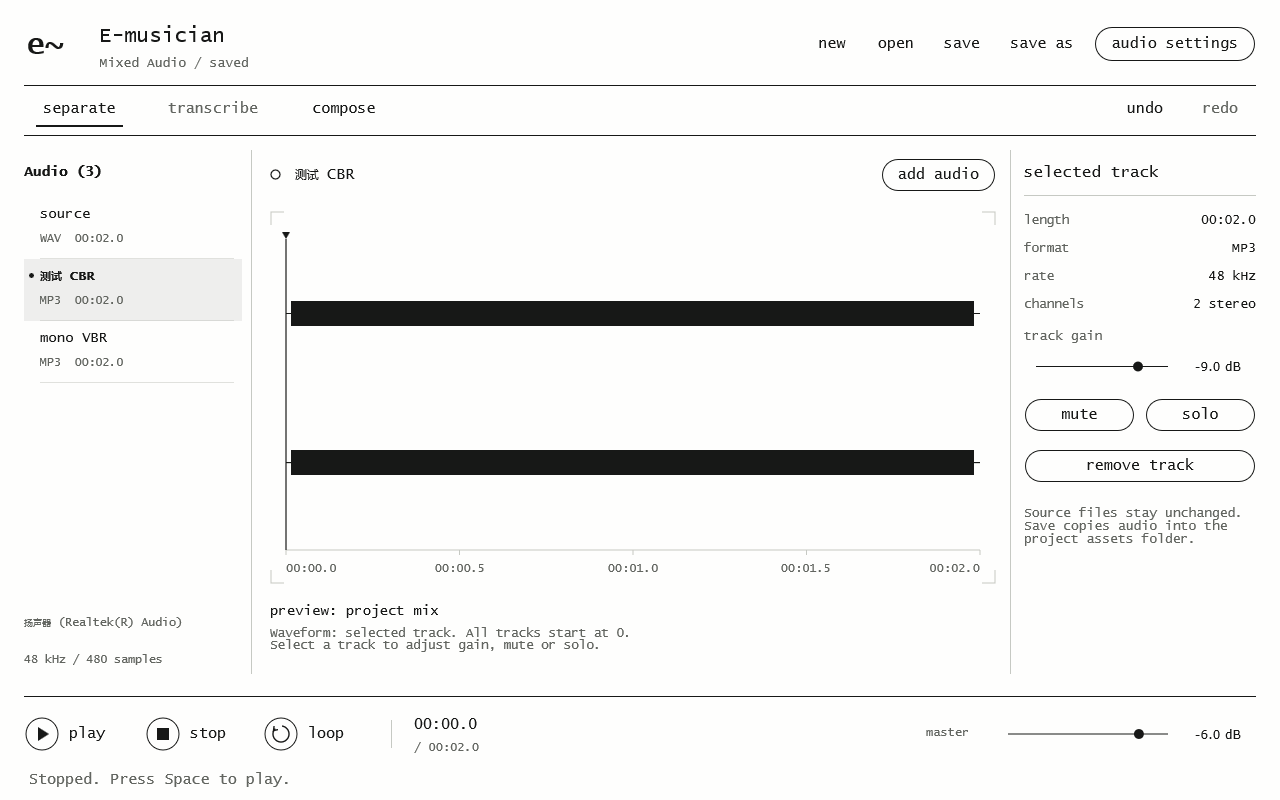 e~
E-musician
Mixed Audio / saved
new
open
save
save as
audio settings
separate
transcribe
compose
undo
redo
Audio (3)
source
WAV 00:02.0
测试 CBR
MP3 00:02.0
mono VBR
MP3 00:02.0
扬声器 (Realtek(R) Audio)
48 kHz / 480 samples
测试 CBR
add audio
00:00.0
00:00.5
00:01.0
00:01.5
00:02.0
preview: project mix
Waveform: selected track. All tracks start at 0.
Select a track to adjust gain, mute or solo.
selected track
length 00:02.0
format MP3
rate 48 kHz
channels 2 stereo
track gain
-9.0 dB
mute
solo
remove track
Source files stay unchanged.
Save copies audio into the
project assets folder.
play
stop
loop
00:00.0
/ 00:02.0
master
-6.0 dB
Stopped. Press Space to play.